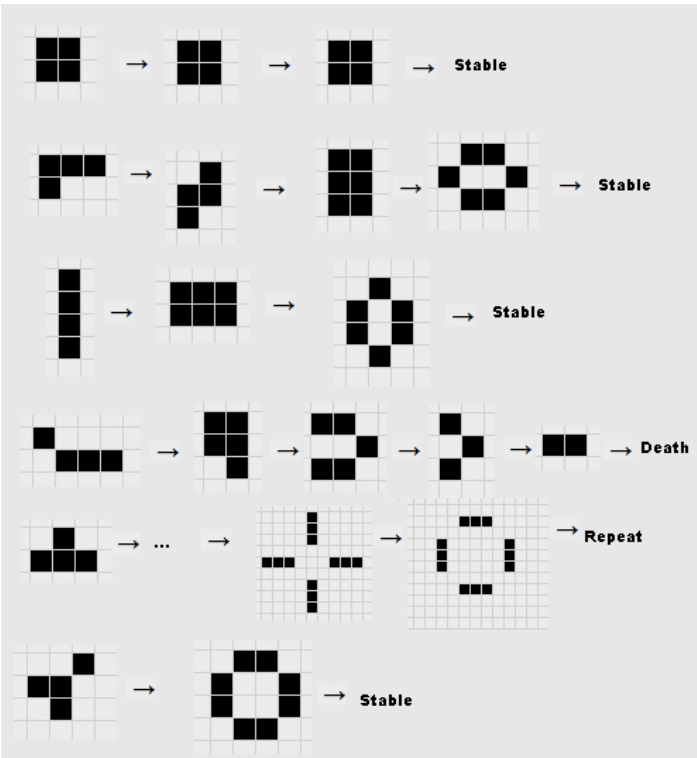 → → → Stable
→ → → → Stable
→ → → Stable
→ → → → → Death
→ ... → → → Repeat
→ → Stable